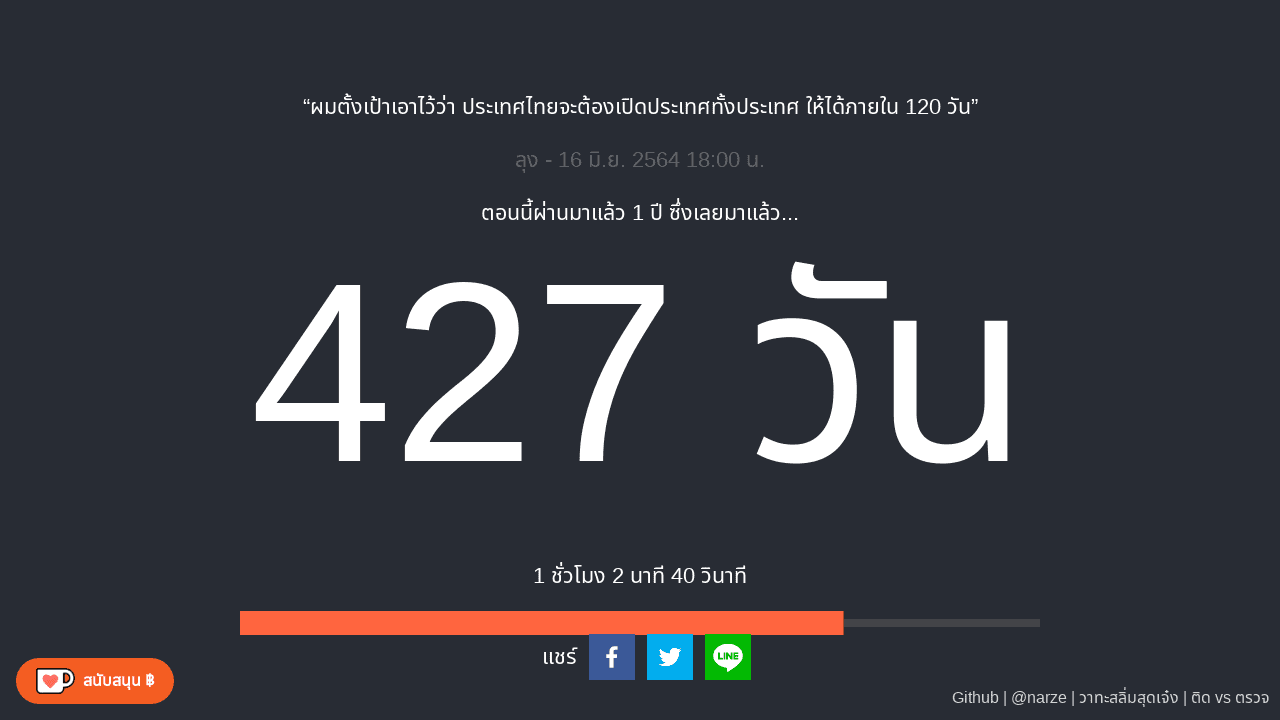 “ผมตั้งเป้าเอาไว้ว่า ประเทศไทยจะต้องเปิดประเทศทั้งประเทศ ให้ได้ภายใน 120 วัน”
ลุง - 16 มิ.ย. 2564 18:00 น.
ตอนนี้ผ่านมาแล้ว 1 ปี ซึ่งเลยมาแล้ว...
427 วัน
1 ชั่วโมง 2 นาที 40 วินาที
แชร์
LINE
สนับสนุน ฿
Github | @narze | วาทะสลิ่มสุดเจ๋ง | ติด vs ตรวจ